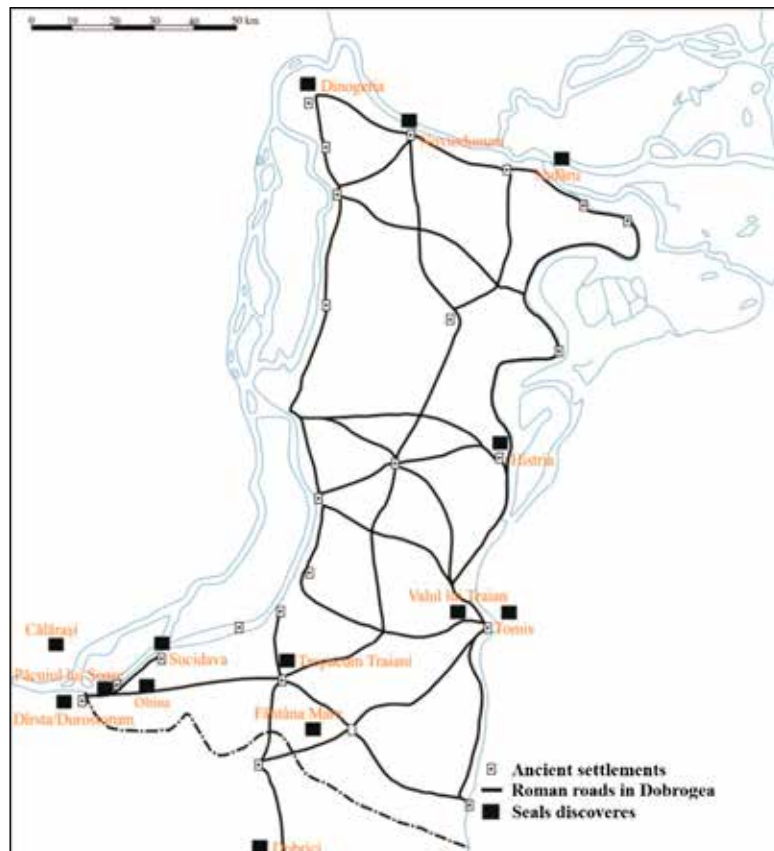 0 10 20 30 40 50 km
Dinogetia
Noviodunum
Nufăru
Histria
Valul lui Traian
Tomis
Călărași
Sucidava
Tropaeum Traiani
Păcuiul lui Soare
Oltina
Dîrsta/Durostorum
Fântâna Mare
Ancient settlements
Roman roads in Dobrogea
Seals discoveres
Dobrici